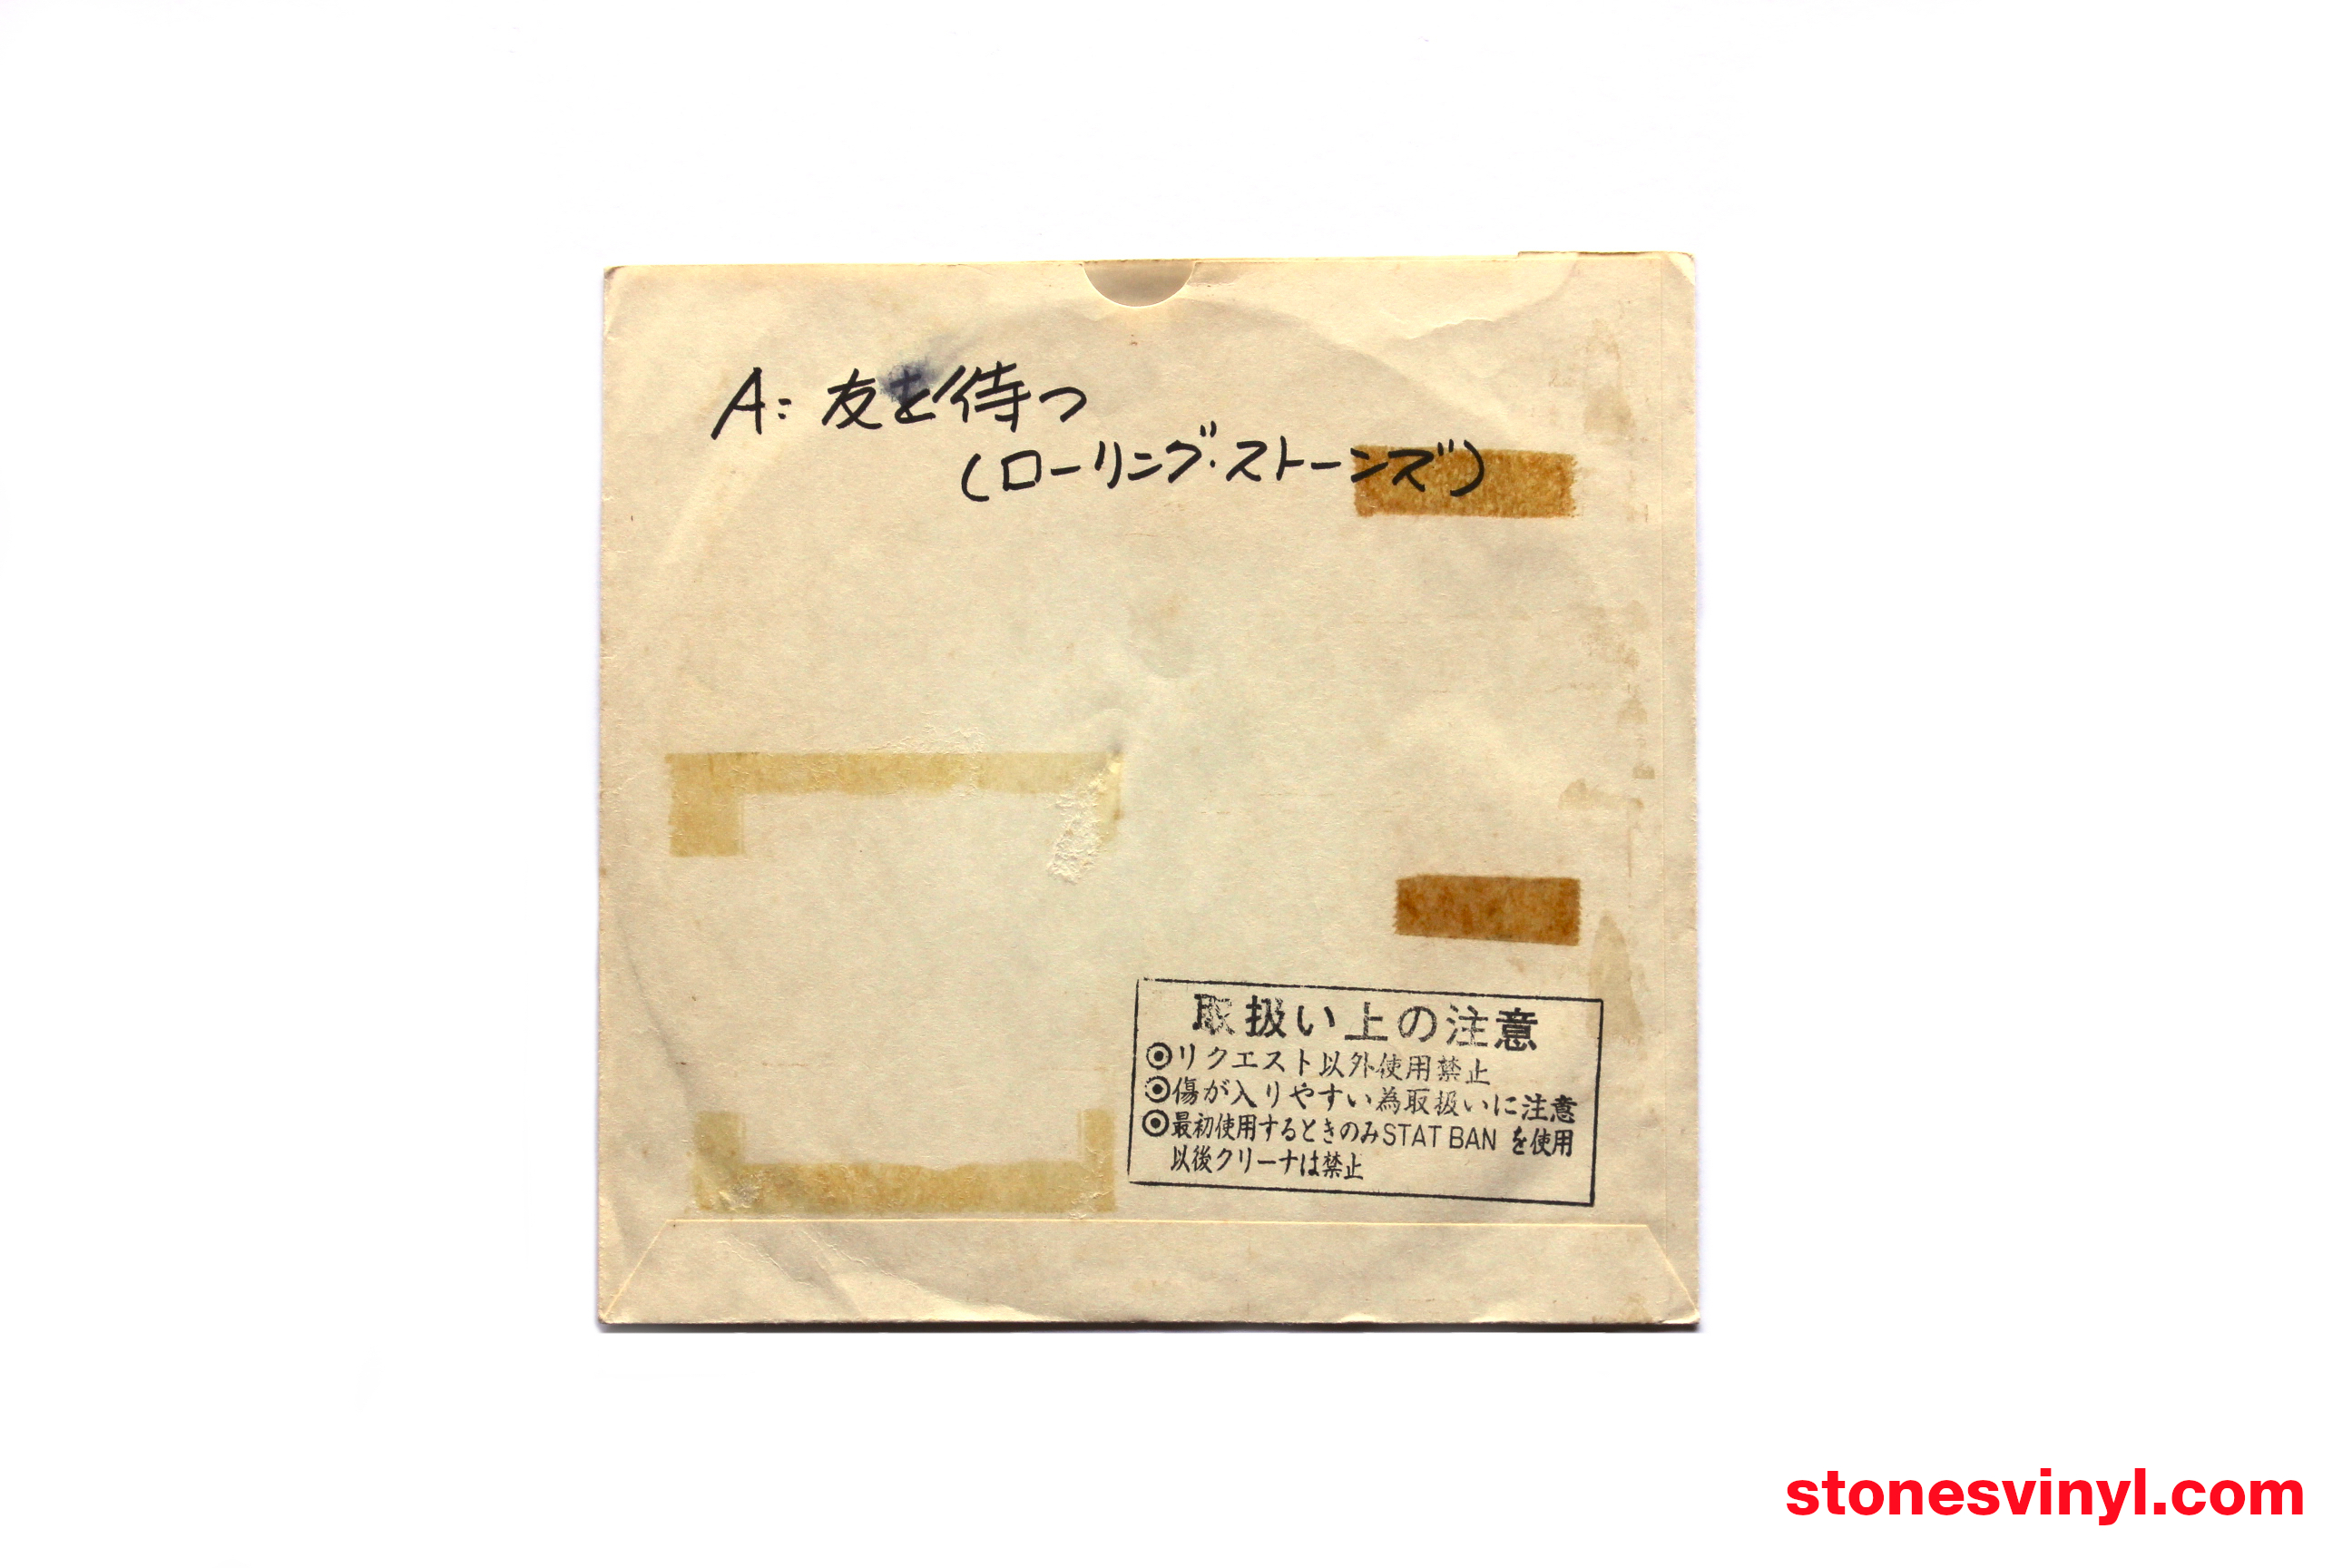 A: 友を待つ
(ローリング・ストーンズ)
取扱い上の注意
◉リクエスト以外使用禁止
◉傷が入りやすい為取扱いに注意
◉最初使用するときのみSTAT BAN を使用
以後クリーナは禁止
stonesvinyl.com